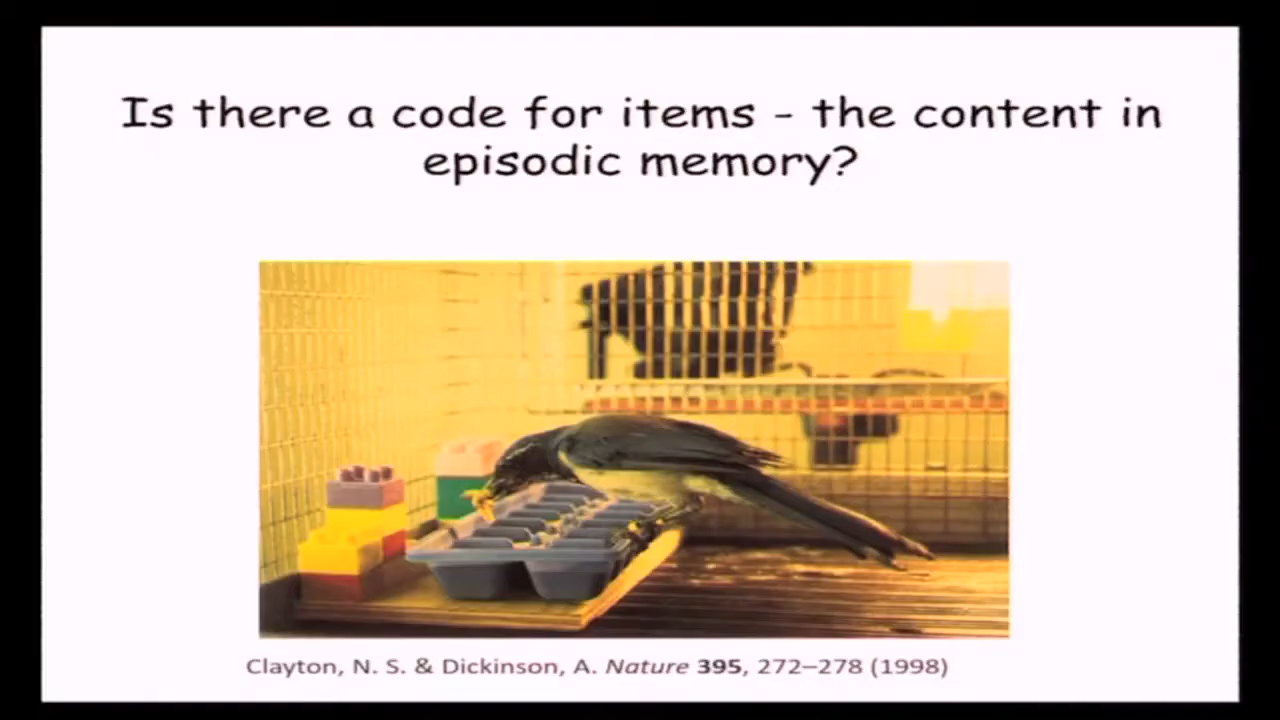 Is there a code for items - the content in
episodic memory?
Clayton, N. S. & Dickinson, A. Nature 395, 272–278 (1998)